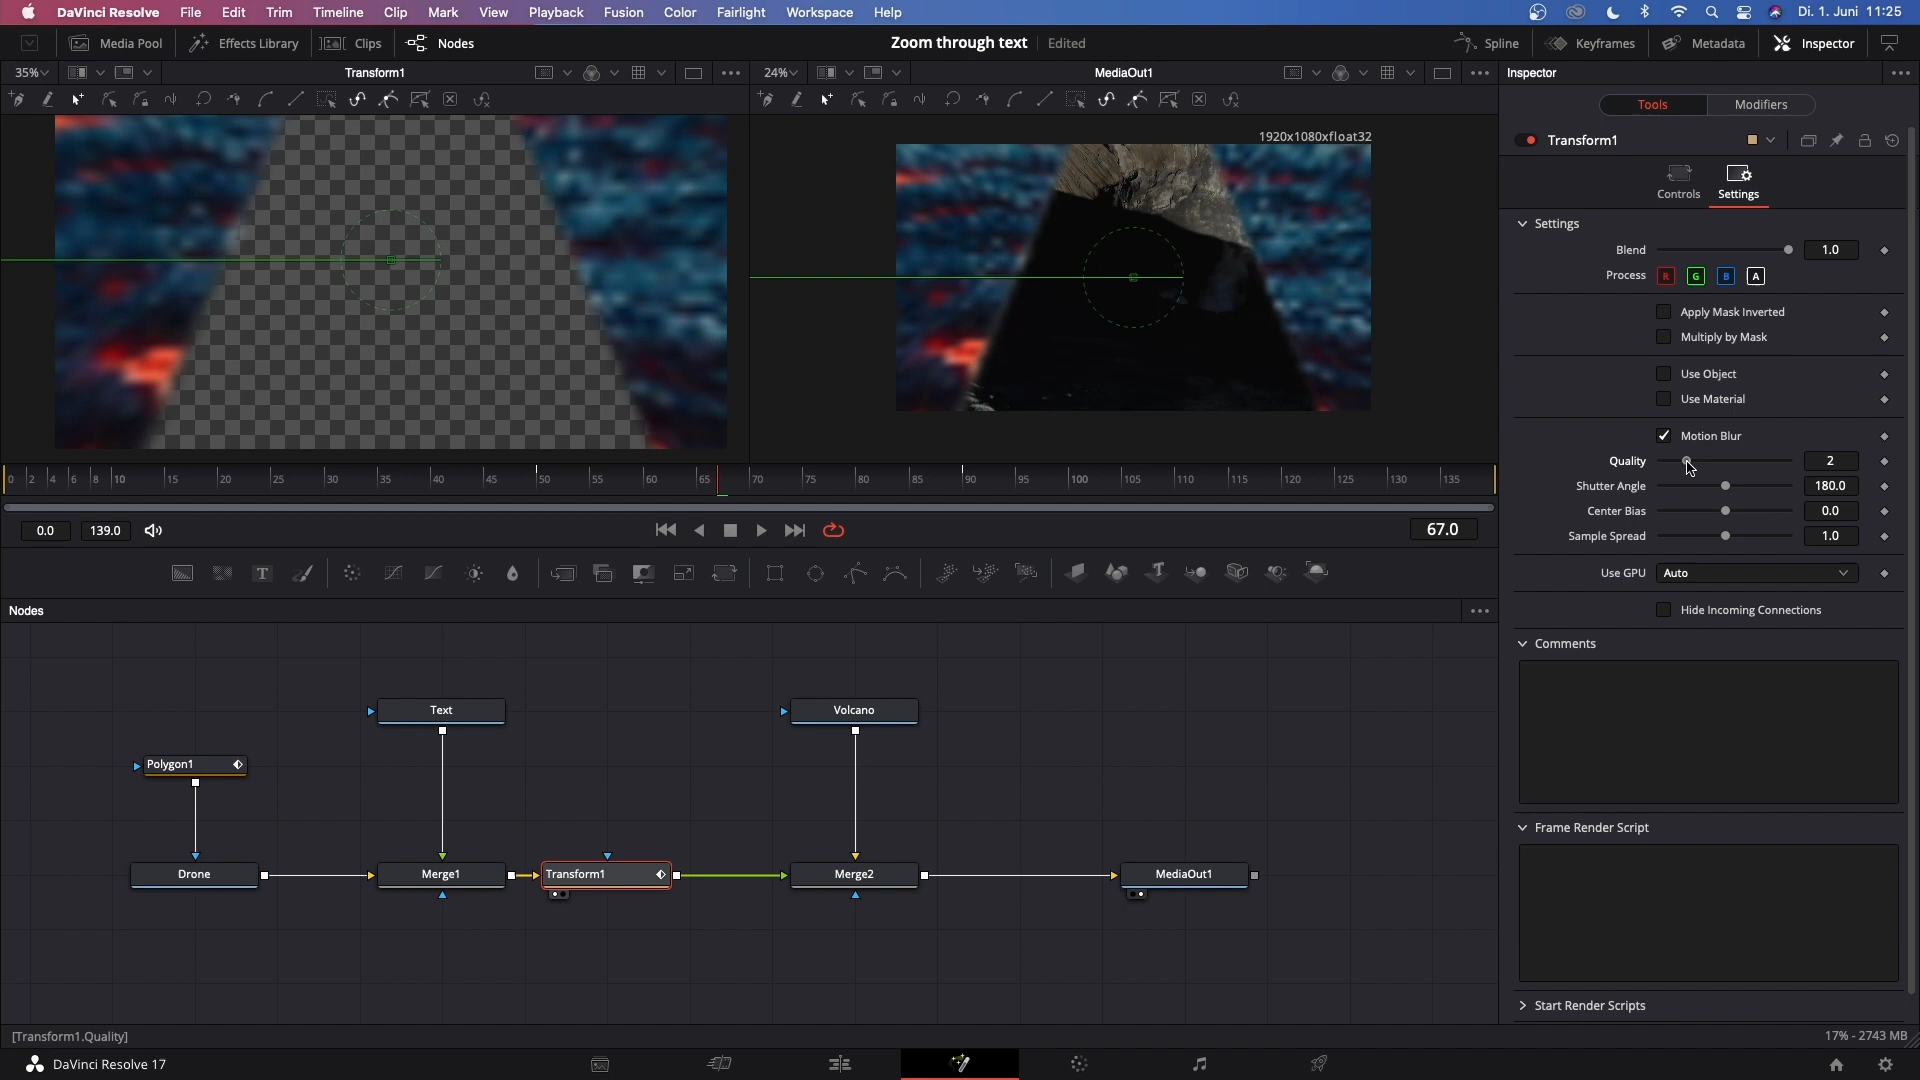 DaVinci Resolve File Edit Trim Timeline Clip Mark View Playback Fusion Color Fairlight Workspace Help Di. 1. Juni 11:25
Media Pool Effects Library Clips Nodes Zoom through text Edited Spline Keyframes Metadata Inspector
35% Transform1 24% MediaOut1 Inspector
Tools Modifiers
1920x1080xfloat32
Transform1
Controls Settings
Settings
Blend 1.0
Process R G B A
Apply Mask Inverted
Multiply by Mask
Use Object
Use Material
Motion Blur
Quality 2
0 2 4 6 8 10 15 20 25 30 35 40 45 50 55 60 65 70 75 80 85 90 95 100 105 110 115 120 125 130 135
Shutter Angle 180.0
Center Bias 0.0
0.0 139.0 67.0
Sample Spread 1.0
Use GPU Auto
T T
Hide Incoming Connections
Nodes
Comments
Text
Volcano
Polygon1
Frame Render Script
Drone Merge1 Transform1 Merge2 MediaOut1
Start Render Scripts
[Transform1.Quality] 17% - 2743 MB
DaVinci Resolve 17